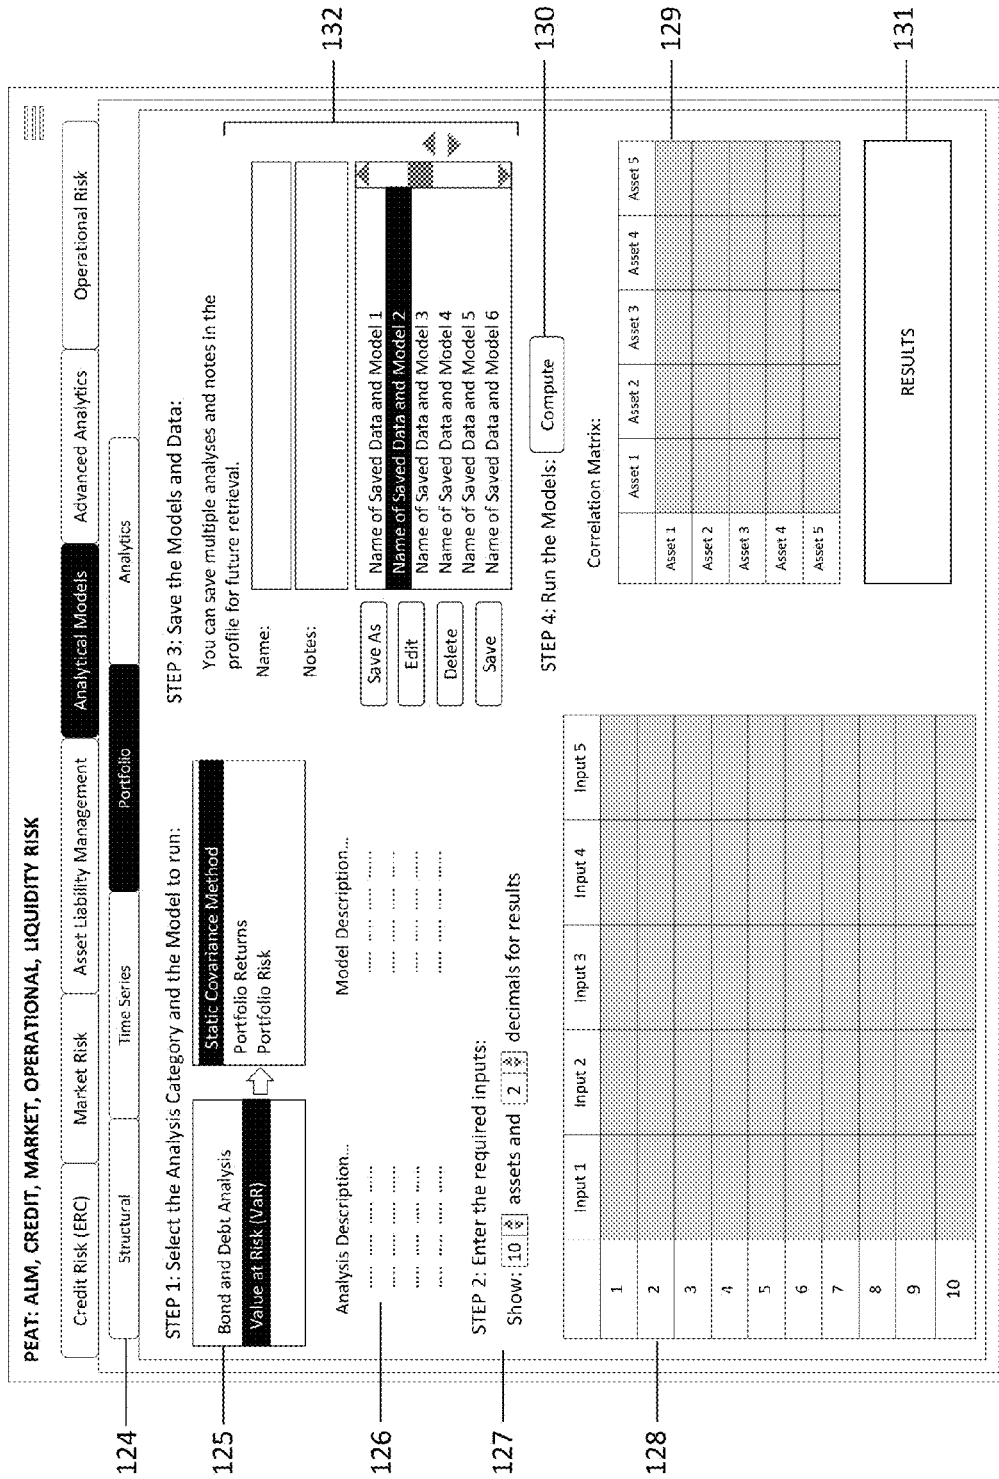 PEAT: ALM, CREDIT, MARKET, OPERATIONAL, LIQUIDITY RISK
Credit Risk (ERC)
Market Risk
Asset Liability Management
Analytical Models
Advanced Analytics
Operational Risk
Structural
Time Series
Portfolio
Analytics
STEP 1: Select the Analysis Category and the Model to run:
Bond and Debt Analysis
Value at Risk (VaR)
Static Covariance Method
Portfolio Returns
Portfolio Risk
Analysis Description...
Model Description...
STEP 2: Enter the required inputs:
Show: 10 assets and 2 decimals for results
Input 1 Input 2 Input 3 Input 4 Input 5
1
2
3
4
5
6
7
8
9
10
STEP 3: Save the Models and Data:
You can save multiple analyses and notes in the
profile for future retrieval.
Name:
Notes:
Save As
Edit
Delete
Save
Name of Saved Data and Model 1
Name of Saved Data and Model 2
Name of Saved Data and Model 3
Name of Saved Data and Model 4
Name of Saved Data and Model 5
Name of Saved Data and Model 6
STEP 4: Run the Models: Compute
Correlation Matrix:
Asset 1 Asset 2 Asset 3 Asset 4 Asset 5
Asset 1
Asset 2
Asset 3
Asset 4
Asset 5
RESULTS
124
125
126
127
128
132
130
129
131